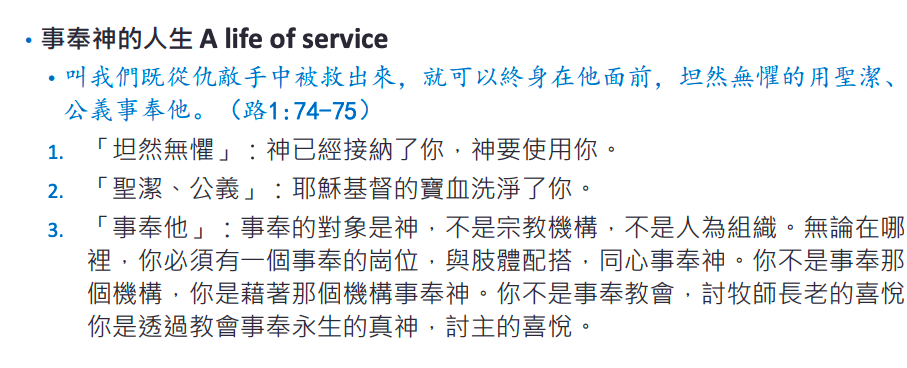 • 事奉神的人生 A life of service
• 叫我們既從仇敵手中被救出來，就可以終身在他面前，坦然無懼的用聖潔、
公義事奉他。（路1:74-75）
1. 「坦然無懼」：神已經接納了你，神要使用你。
2. 「聖潔、公義」：耶穌基督的寶血洗淨了你。
3. 「事奉他」：事奉的對象是神，不是宗教機構，不是人為組織。無論在哪
裡，你必須有一個事奉的崗位，與肢體配搭，同心事奉神。你不是事奉那
個機構，你是藉著那個機構事奉神。你不是事奉教會，討牧師長老的喜悅
你是透過教會事奉永生的真神，討主的喜悅。